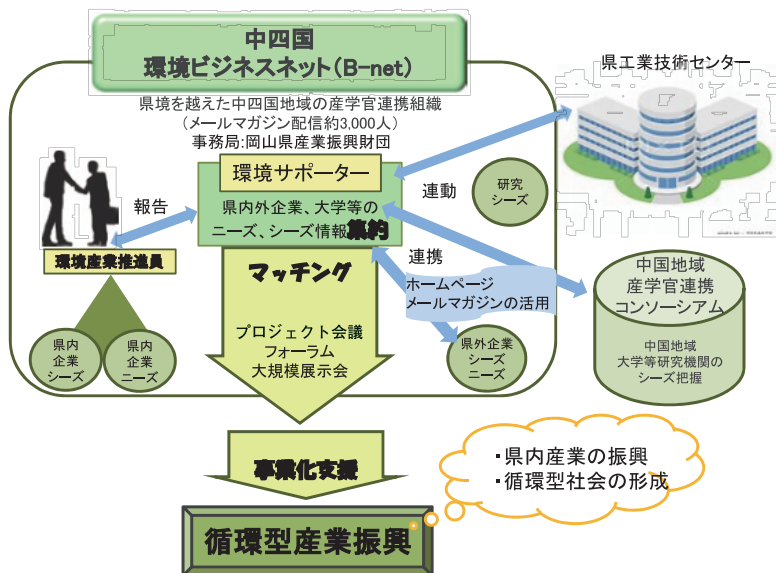 中四国
環境ビジネスネット(B-net)
県境を越えた中四国地域の産学官連携組織
(メールマガジン配信約3,000人)
事務局:岡山県産業振興財団
県工業技術センター
環境サポーター
県内外企業、大学等の
ニーズ、シーズ情報集約
報告
連動
研究
シーズ
環境産業推進員
マッチング
連携
ホームページ
メールマガジンの活用
中国地域
産学官連携
コンソーシアム
プロジェクト会議
フォーラム
大規模展示会
県内
企業
シーズ
県内
企業
ニーズ
県外企業
シーズ
ニーズ
中国地域
大学等研究機関の
シーズ把握
事業化支援
・県内産業の振興
・循環型社会の形成
循環型産業振興